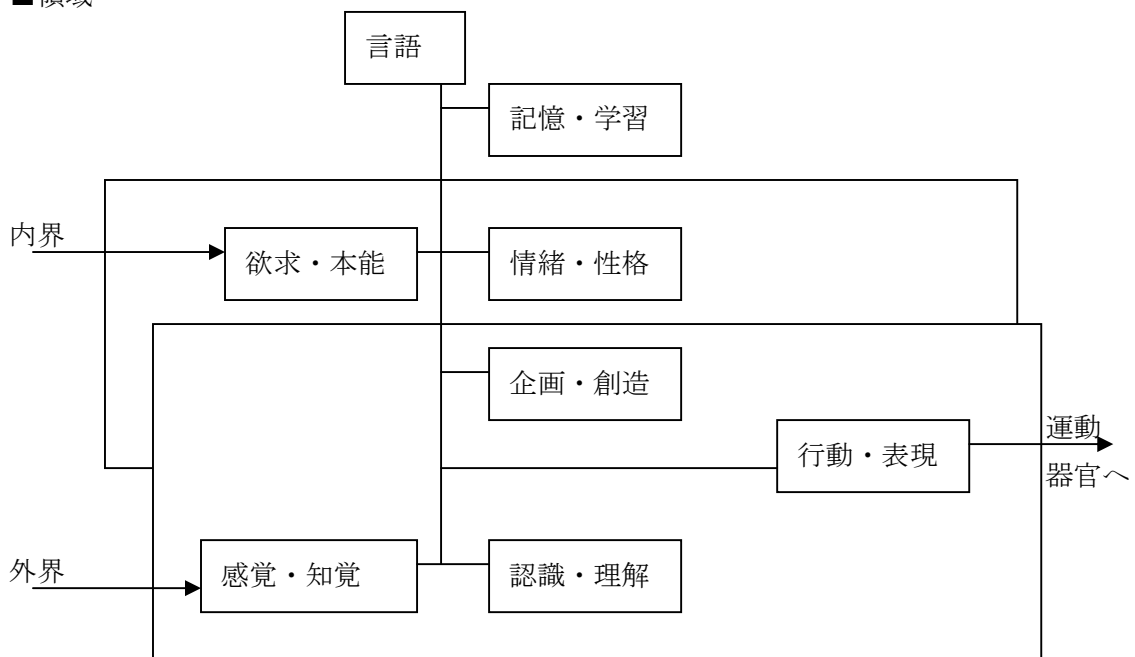 ■領域
言語
記憶・学習
内界
欲求・本能
情緒・性格
企画・創造
行動・表現
運動
器官へ
外界
感覚・知覚
認識・理解